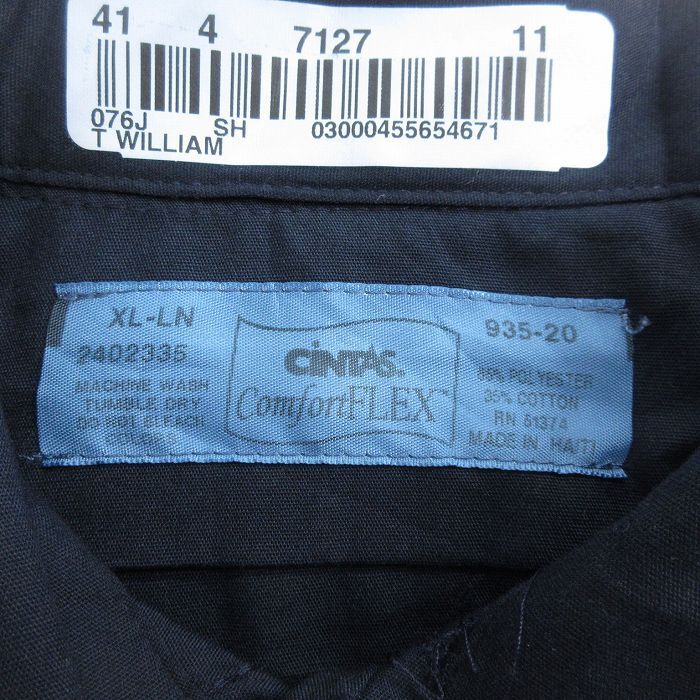 41 4 7127 11
076J SH 03000455654671
T WILLIAM
XL-LN 935-20
2402335
CINTAS.
ComfortFLEX™
MACHINE WASH
TUMBLE DRY
DO NOT BLEACH
65% POLYESTER
35% COTTON
RN 51374
MADE IN HAITI